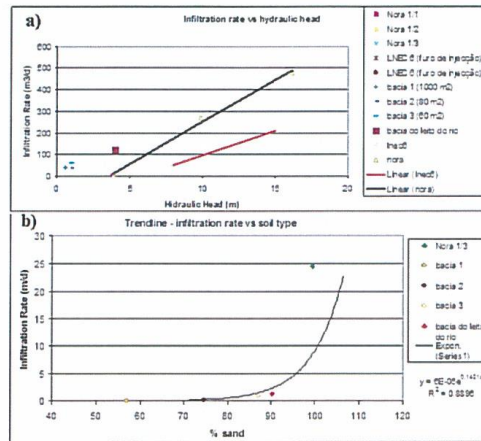 a)
Infiltration rate vs hydraulic head
Infiltration Rate (m3/d)
600
500
400
300
200
100
0
0 5 10 15 20
Hidraulic Head (m)
Nora 1/1
Nora 1/2
Nora 1/3
LNEC 6 (furo de injecção)
LNEC 6 (furo de injecção)
bacia 1 (1000 m2)
bacia 2 (80 m2)
bacia 3 (60 m2)
bacia do leito do rio
lnec6
nora
Linear (lnec6)
Linear (nora)
b)
Trendline - infiltration rate vs soil type
Infiltration Rate (m/d)
30
25
20
15
10
5
0
50 60 70 80 90 100 110 120
% sand
Nora 1/3
bacia 1
bacia 2
bacia 3
bacia do leito do rio
Expon. (Series1)
R² = 0.8896